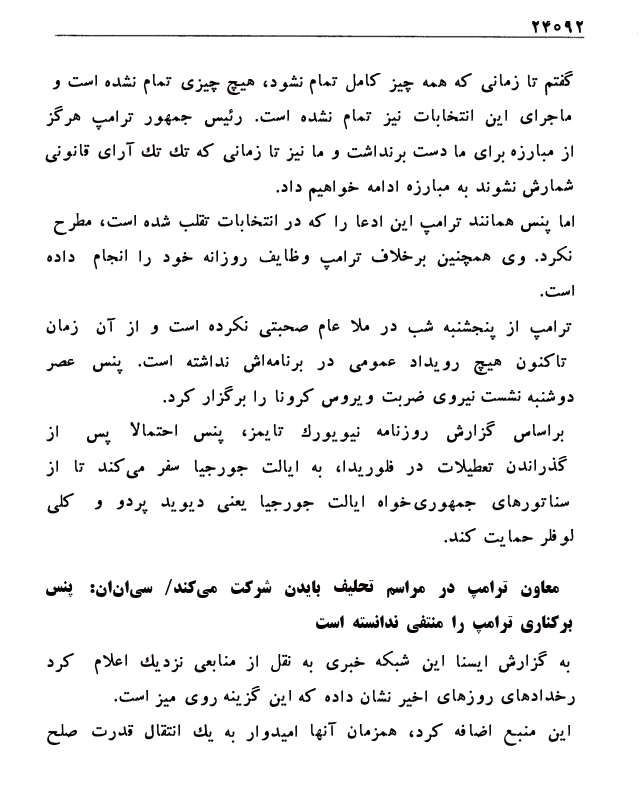 ۲۴۰۹۲
گفتم تا زمانی که همه چیز کامل تمام نشود، هیچ چیزی تمام نشده است و
ماجرای این انتخابات نیز تمام نشده است. رئیس جمهور ترامپ هرگز
از مبارزه برای ما دست برنداشت و ما نیز تا زمانی که تك تك آرای قانونی
شمارش نشوند به مبارزه ادامه خواهیم داد.
اما پنس همانند ترامپ این ادعا را که در انتخابات تقلب شده است، مطرح
نکرد. وی همچنین برخلاف ترامپ وظایف روزانه خود را انجام داده
است.
ترامپ از پنجشنبه شب در ملا عام صحبتی نکرده است و از آن زمان
تاکنون هیچ رویداد عمومی در برنامه‌اش نداشته است. پنس عصر
دوشنبه نشست نیروی ضربت ویروس کرونا را برگزار کرد.
براساس گزارش روزنامه نیویورك تایمز، پنس احتمالا پس از
گذراندن تعطیلات در فلوریدا، به ایالت جورجیا سفر می‌کند تا از
سناتورهای جمهوری‌خواه ایالت جورجیا یعنی دیوید پردو و کلی
لوفلر حمایت کند.
معاون ترامپ در مراسم تحلیف بایدن شرکت می‌کند/ سی‌ان‌ان: پنس
برکناری ترامپ را منتفی ندانسته است
به گزارش ایسنا این شبکه خبری به نقل از منابعی نزدیك اعلام کرد
رخدادهای روزهای اخیر نشان داده که این گزینه روی میز است.
این منبع اضافه کرد، همزمان آنها امیدوار به یك انتقال قدرت صلح